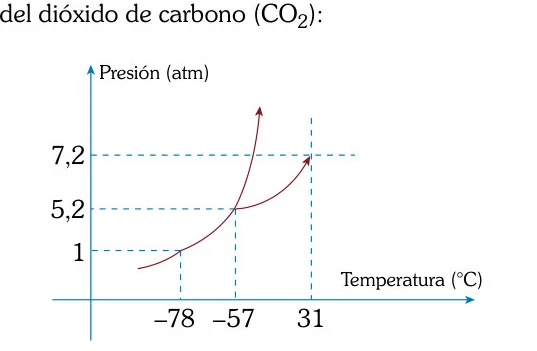 del dióxido de carbono (CO₂):
Presión (atm)
7,2
5,2
1
Temperatura (°C)
–78 –57 31